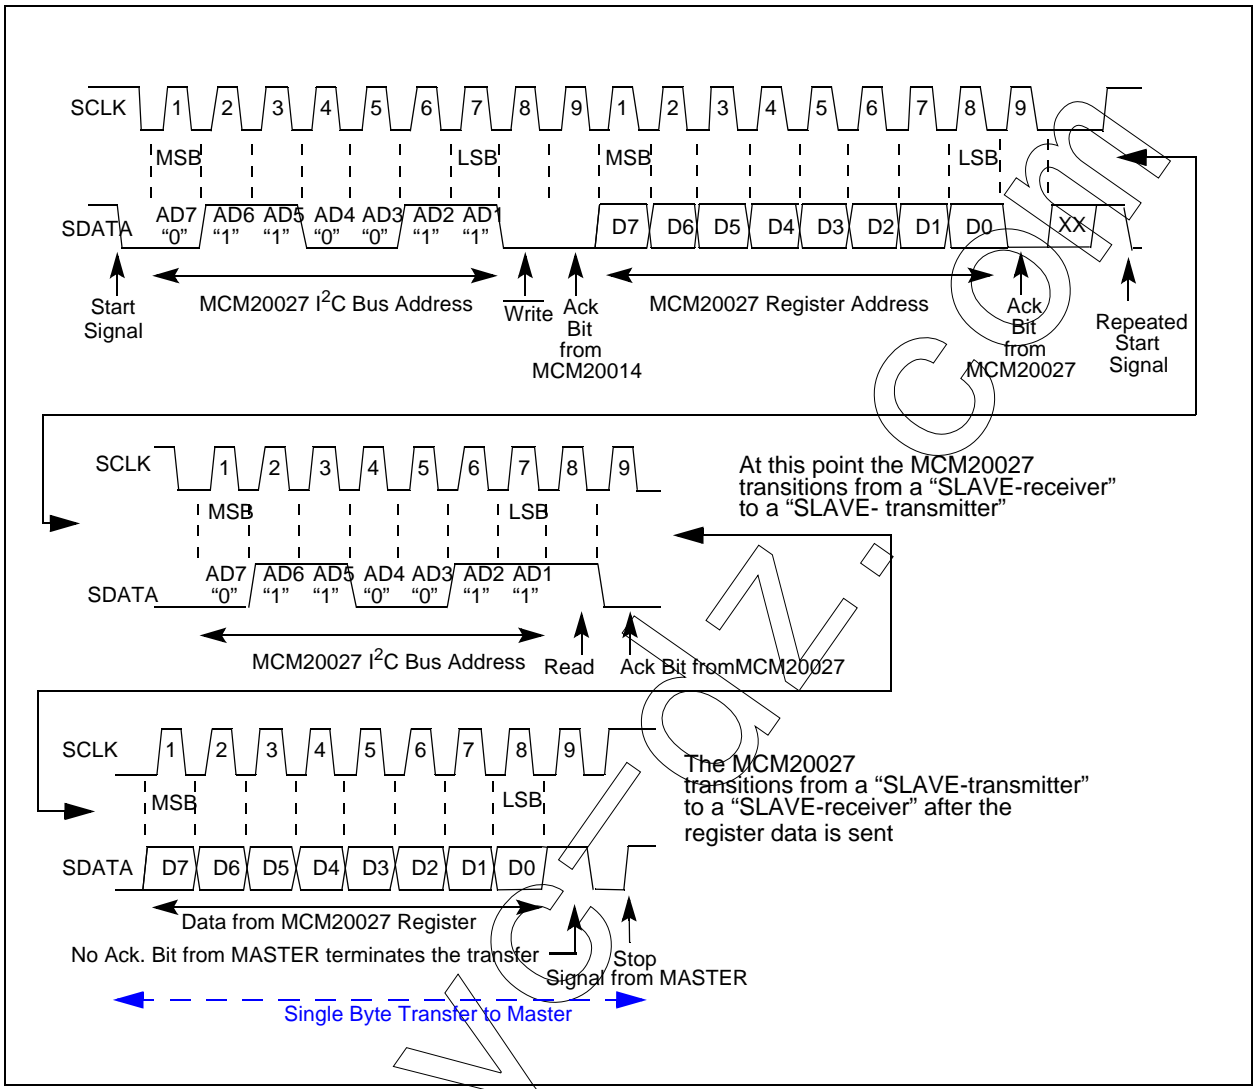 SCLK 1 2 3 4 5 6 7 8 9 1 2 3 4 5 6 7 8 9
MSB LSB MSB LSB
SDATA AD7 AD6 AD5 AD4 AD3 AD2 AD1 D7 D6 D5 D4 D3 D2 D1 D0 XX
“0” “1” “1” “0” “0” “1” “1”
Start
Signal
MCM20027 I2C Bus Address
Write
Ack
Bit
from
MCM20014
MCM20027 Register Address
Ack
Bit
from
MCM20027
Repeated
Start
Signal
SCLK 1 2 3 4 5 6 7 8 9
MSB LSB
At this point the MCM20027
transitions from a “SLAVE-receiver”
to a “SLAVE- transmitter”
SDATA AD7 AD6 AD5 AD4 AD3 AD2 AD1
“0” “1” “1” “0” “0” “1” “1”
MCM20027 I2C Bus Address
Read
Ack Bit fromMCM20027
SCLK 1 2 3 4 5 6 7 8 9
MSB LSB
The MCM20027
transitions from a “SLAVE-transmitter”
to a “SLAVE-receiver” after the
register data is sent
SDATA D7 D6 D5 D4 D3 D2 D1 D0
Data from MCM20027 Register
No Ack. Bit from MASTER terminates the transfer
Stop
Signal from MASTER
Single Byte Transfer to Master